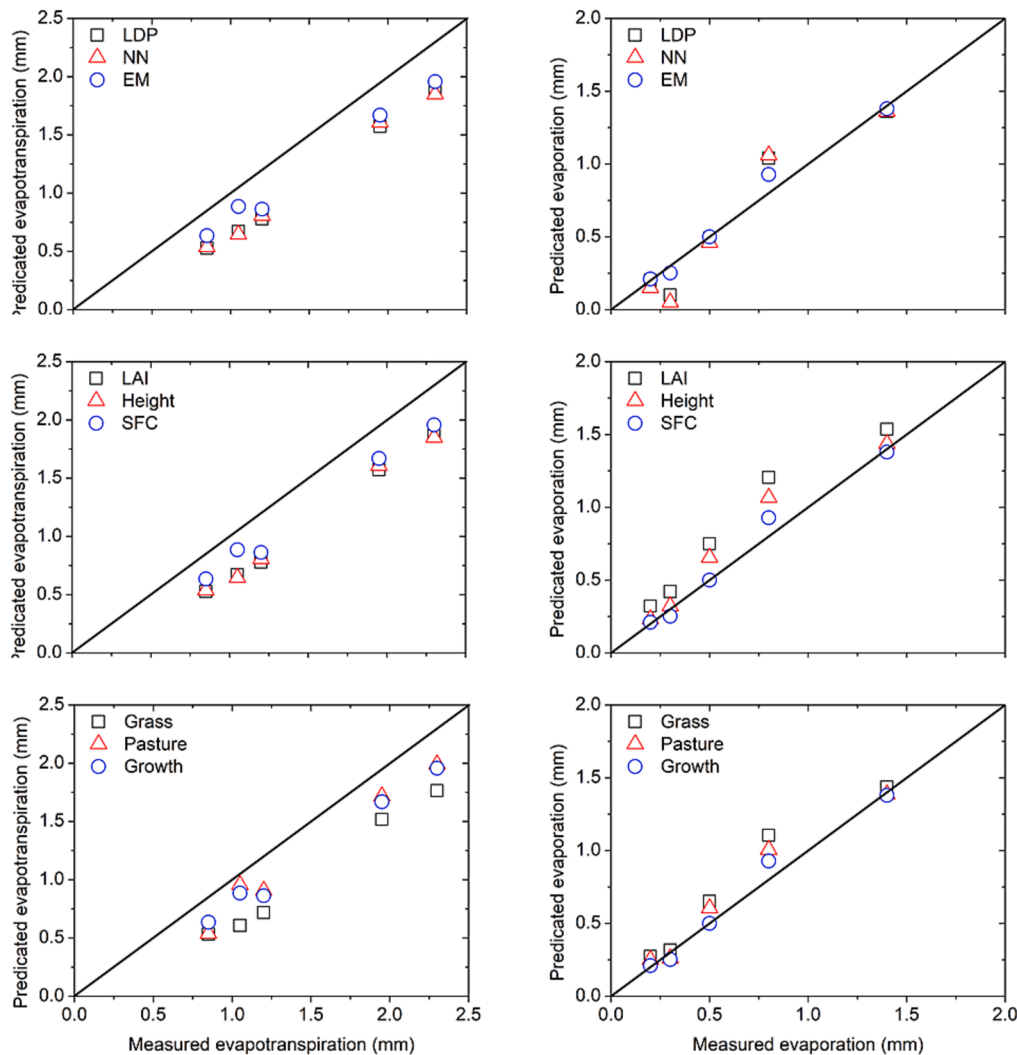 Predicated evapotranspiration (mm)
2.5
2.0
1.5
1.0
0.5
0.0
LDP
NN
EM
Predicated evaporation (mm)
2.0
1.5
1.0
0.5
0.0
LDP
NN
EM
Predicated evapotranspiration (mm)
2.5
2.0
1.5
1.0
0.5
0.0
LAI
Height
SFC
Predicated evaporation (mm)
2.0
1.5
1.0
0.5
0.0
LAI
Height
SFC
Predicated evapotranspiration (mm)
2.5
2.0
1.5
1.0
0.5
0.0
Grass
Pasture
Growth
0.0 0.5 1.0 1.5 2.0 2.5
Measured evapotranspiration (mm)
Predicated evaporation (mm)
2.0
1.5
1.0
0.5
0.0
Grass
Pasture
Growth
0.0 0.5 1.0 1.5 2.0
Measured evaporation (mm)